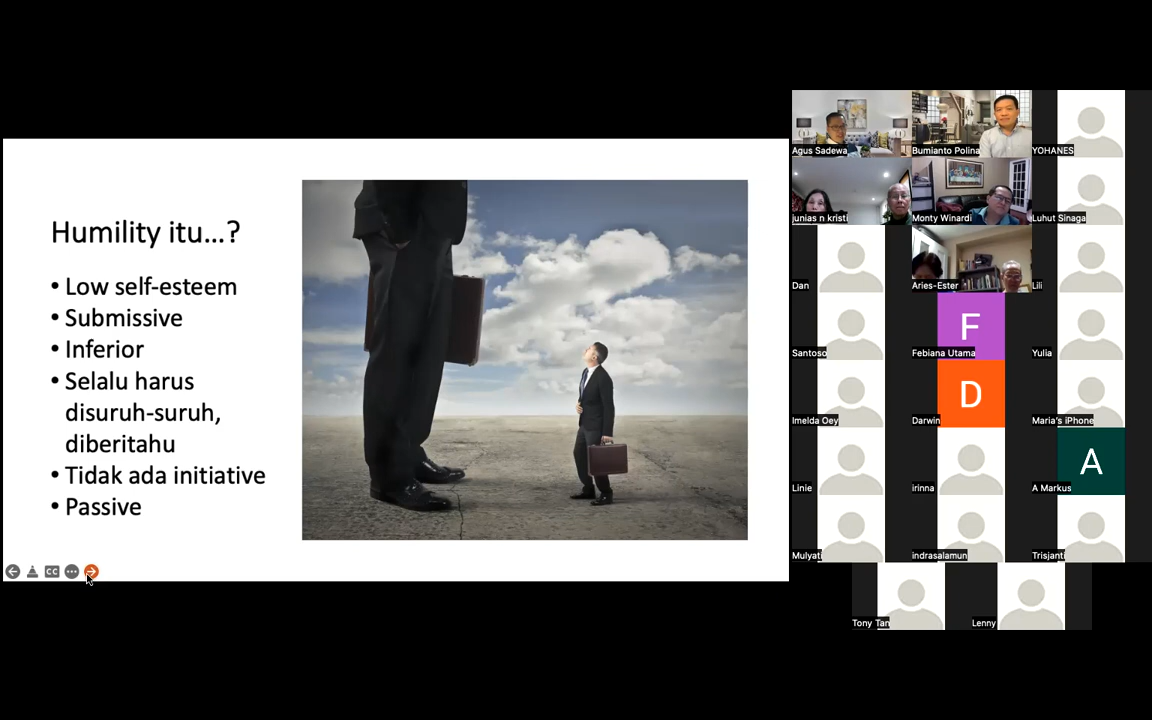 Humility itu...?
• Low self-esteem
• Submissive
• Inferior
• Selalu harus
disuruh-suruh,
diberitahu
• Tidak ada initiative
• Passive
CC
Agus Sadewa
Bumianto Polina
YOHANES
junias n kristi
Monty Winardi
Luhut Sinaga
Dan
Aries-Ester
Lili
Santoso
F
Febiana Utama
Yulia
Imelda Oey
D
Darwin
Maria's iPhone
Linie
irinna
A
A Markus
Mulyati
indrasalamun
Trisjanti
Tony Tan
Lenny